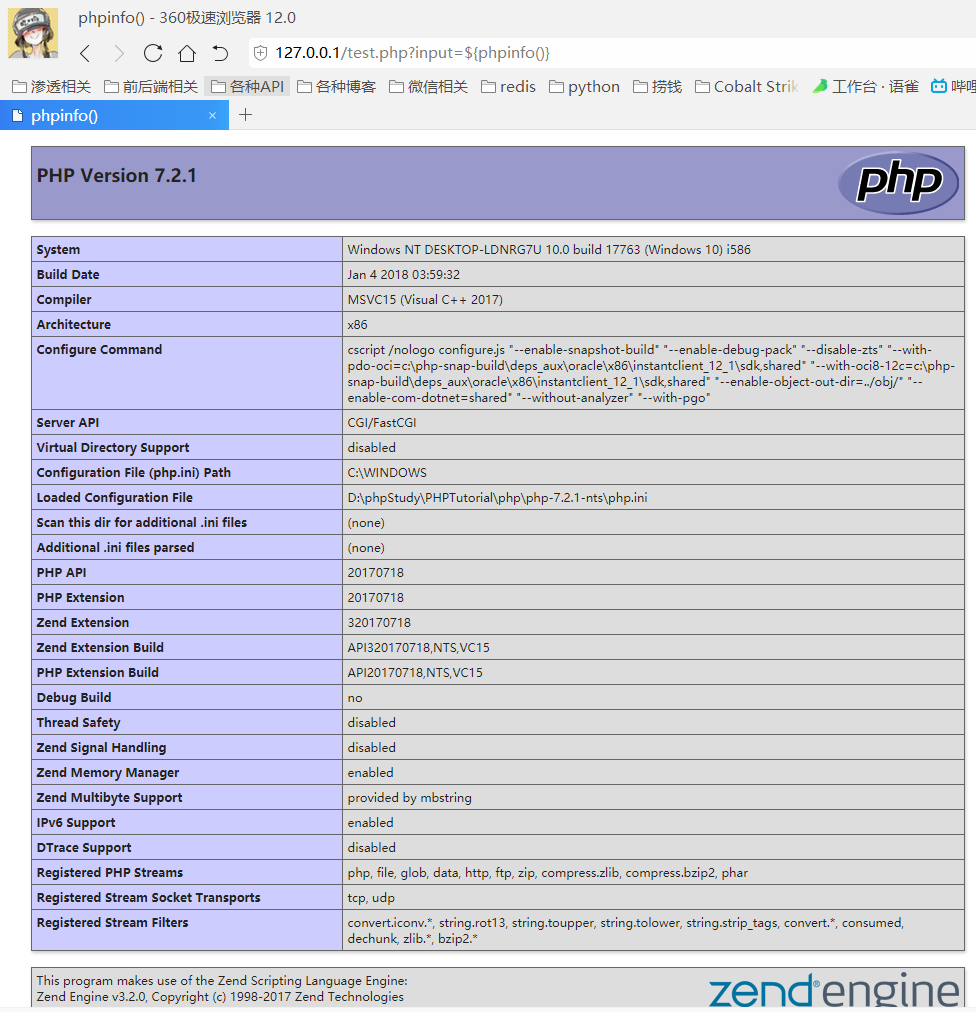 phpinfo() - 360极速浏览器 12.0
127.0.0.1/test.php?input=${phpinfo()}
渗透相关 前后端相关 各种API 各种博客 微信相关 redis python 捞钱 Cobalt Strik 工作台 · 语雀 哔哩
phpinfo() ×
PHP Version 7.2.1
php
System Windows NT DESKTOP-LDNRG7U 10.0 build 17763 (Windows 10) i586
Build Date Jan 4 2018 03:59:32
Compiler MSVC15 (Visual C++ 2017)
Architecture x86
Configure Command cscript /nologo configure.js "--enable-snapshot-build" "--enable-debug-pack" "--disable-zts" "--with-
pdo-oci=c:\php-snap-build\deps_aux\oracle\x86\instantclient_12_1\sdk,shared" "--with-oci8-12c=c:\php-
snap-build\deps_aux\oracle\x86\instantclient_12_1\sdk,shared" "--enable-object-out-dir=../obj/" "--
enable-com-dotnet=shared" "--without-analyzer" "--with-pgo"
Server API CGI/FastCGI
Virtual Directory Support disabled
Configuration File (php.ini) Path C:\WINDOWS
Loaded Configuration File D:\phpStudy\PHPTutorial\php\php-7.2.1-nts\php.ini
Scan this dir for additional .ini files (none)
Additional .ini files parsed (none)
PHP API 20170718
PHP Extension 20170718
Zend Extension 320170718
Zend Extension Build API320170718,NTS,VC15
PHP Extension Build API20170718,NTS,VC15
Debug Build no
Thread Safety disabled
Zend Signal Handling disabled
Zend Memory Manager enabled
Zend Multibyte Support provided by mbstring
IPv6 Support enabled
DTrace Support disabled
Registered PHP Streams php, file, glob, data, http, ftp, zip, compress.zlib, compress.bzip2, phar
Registered Stream Socket Transports tcp, udp
Registered Stream Filters convert.iconv.*, string.rot13, string.toupper, string.tolower, string.strip_tags, convert.*, consumed,
dechunk, zlib.*, bzip2.*
This program makes use of the Zend Scripting Language Engine:
Zend Engine v3.2.0, Copyright (c) 1998-2017 Zend Technologies
zend® engine